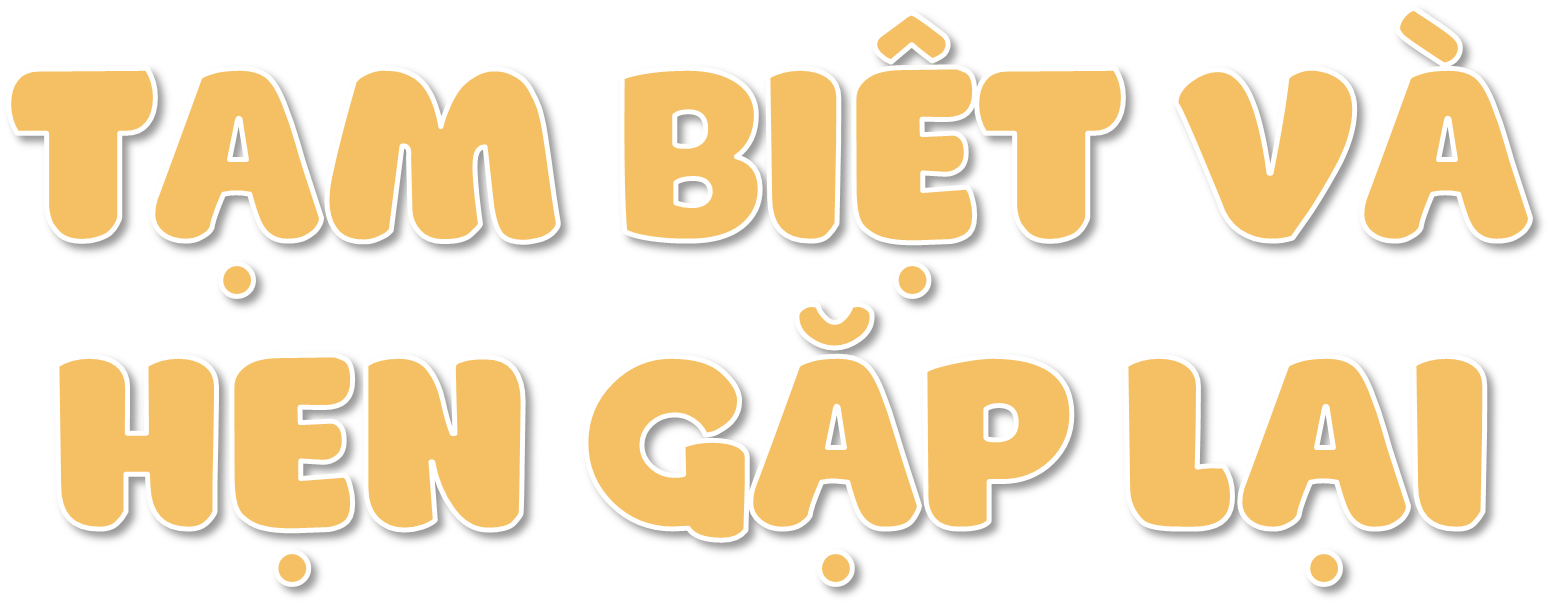 TẠM BIỆT VÀ
HẸN GẶP LẠI